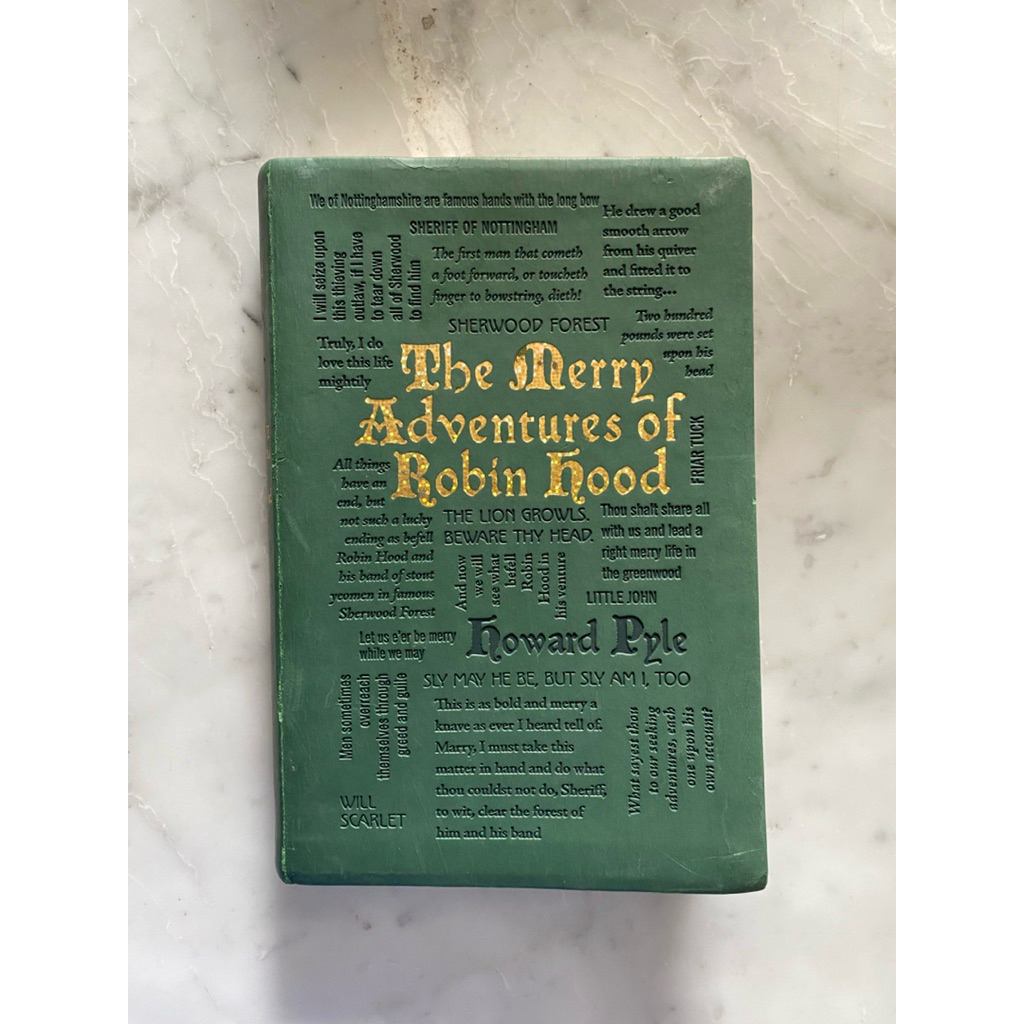 We of Nottinghamshire are famous hands with the long bow
SHERIFF OF NOTTINGHAM
I will seize upon
this thieving
outlaw, if I have
to tear down
all of Sherwood
to find him
The first man that cometh
a foot forward, or toucheth
finger to bowstring, dieth!
He drew a good
smooth arrow
from his quiver
and fitted it to
the string...
SHERWOOD FOREST
Two hundred
pounds were set
upon his
head
Truly, I do
love this life
mightily
The Merry
Adventures of
Robin Hood
FRIAR TUCK
All things
have an
end, but
not such a lucky
ending as befell
Robin Hood and
his band of stout
yeomen in famous
Sherwood Forest
THE LION GROWLS.
BEWARE THY HEAD.
Thou shalt share all
with us and lead a
right merry life in
the greenwood
And now
we will
see what
befell
Robin
Hood in
his venture
LITTLE JOHN
Let us e'er be merry
while we may
Howard Pyle
SLY MAY HE BE, BUT SLY AM I, TOO
Men sometimes
overreach
themselves through
greed and guile
This is as bold and merry a
knave as ever I heard tell of.
Marry, I must take this
matter in hand and do what
thou couldst not do, Sheriff,
to wit, clear the forest of
him and his band
What sayest thou
to our seeking
adventures, each
one upon his
own account?
WILL
SCARLET